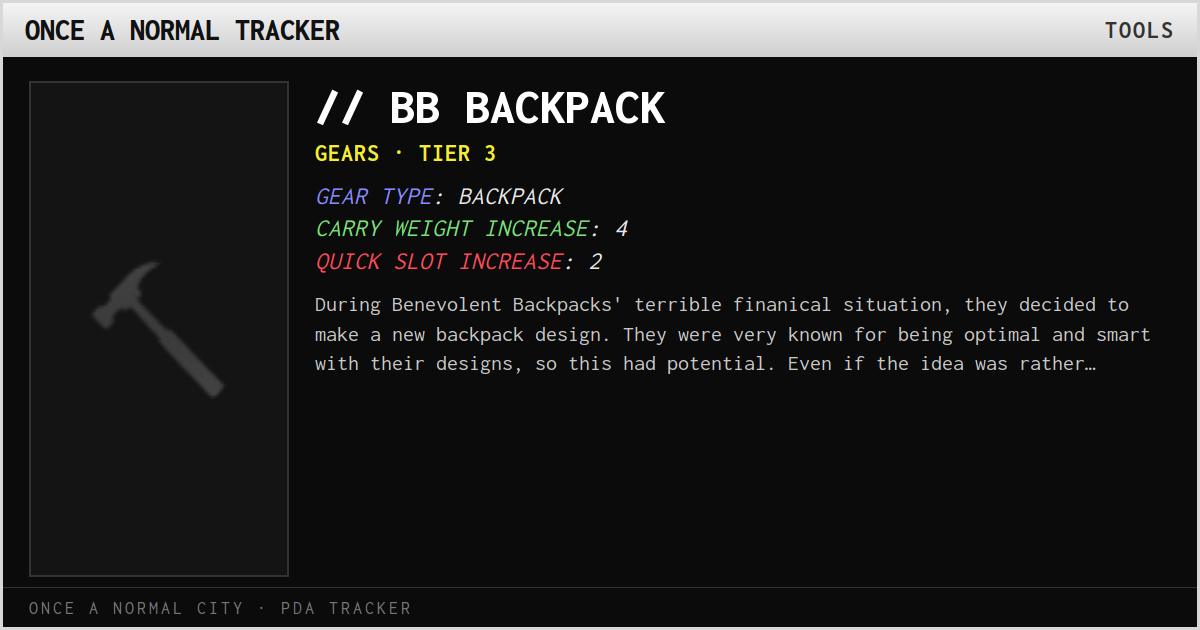 ONCE A NORMAL TRACKER
TOOLS
// BB BACKPACK
GEARS · TIER 3
GEAR TYPE: BACKPACK
CARRY WEIGHT INCREASE: 4
QUICK SLOT INCREASE: 2
During Benevolent Backpacks' terrible finanical situation, they decided to
make a new backpack design. They were very known for being optimal and smart
with their designs, so this had potential. Even if the idea was rather…
ONCE A NORMAL CITY · PDA TRACKER